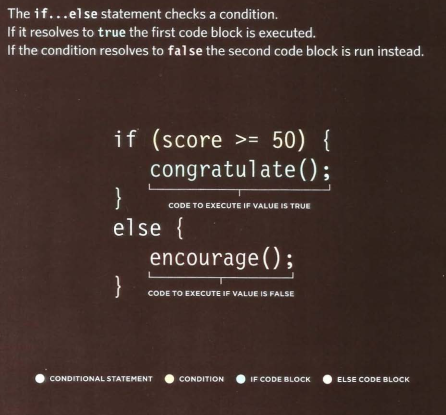 The if...else statement checks a condition.
If it resolves to true the first code block is executed.
If the condition resolves to false the second code block is run instead.
if (score >= 50) {
congratulate();
}
CODE TO EXECUTE IF VALUE IS TRUE
else {
encourage();
}
CODE TO EXECUTE IF VALUE IS FALSE
CONDITIONAL STATEMENT CONDITION IF CODE BLOCK ELSE CODE BLOCK